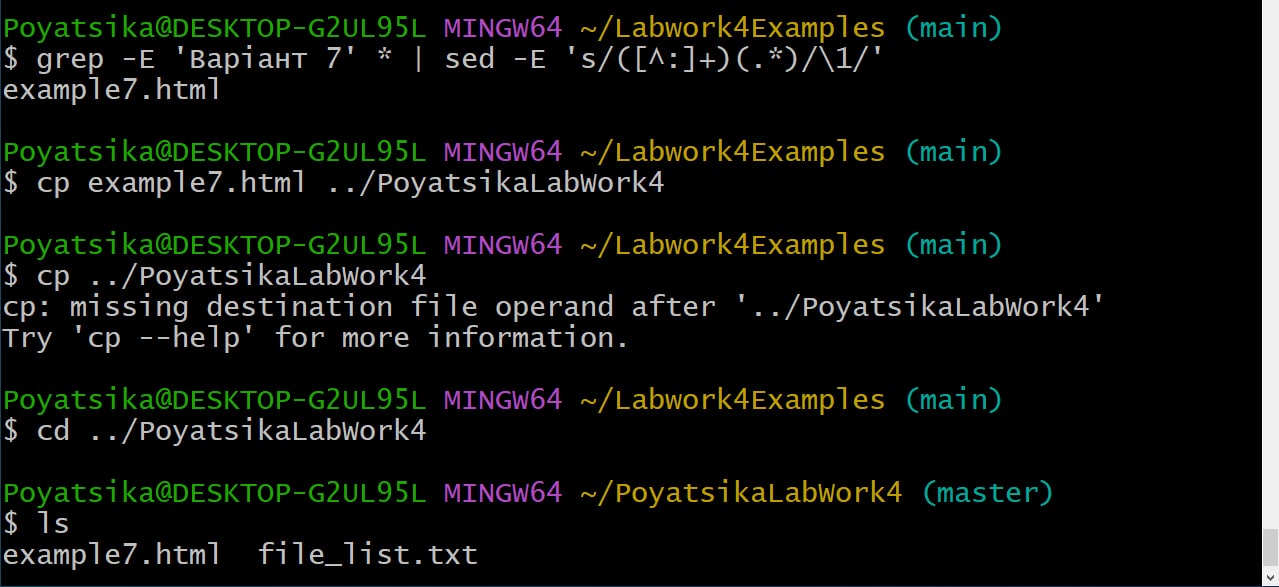 Poyatsika@DESKTOP-G2UL95L MINGW64 ~/Labwork4Examples (main)
$ grep -E 'Варіант 7' * | sed -E 's/([^:]+)(.*)/\1/'
example7.html
Poyatsika@DESKTOP-G2UL95L MINGW64 ~/Labwork4Examples (main)
$ cp example7.html ../PoyatsikaLabWork4
Poyatsika@DESKTOP-G2UL95L MINGW64 ~/Labwork4Examples (main)
$ cp ../PoyatsikaLabWork4
cp: missing destination file operand after '../PoyatsikaLabWork4'
Try 'cp --help' for more information.
Poyatsika@DESKTOP-G2UL95L MINGW64 ~/Labwork4Examples (main)
$ cd ../PoyatsikaLabWork4
Poyatsika@DESKTOP-G2UL95L MINGW64 ~/PoyatsikaLabWork4 (master)
$ ls
example7.html  file_list.txt